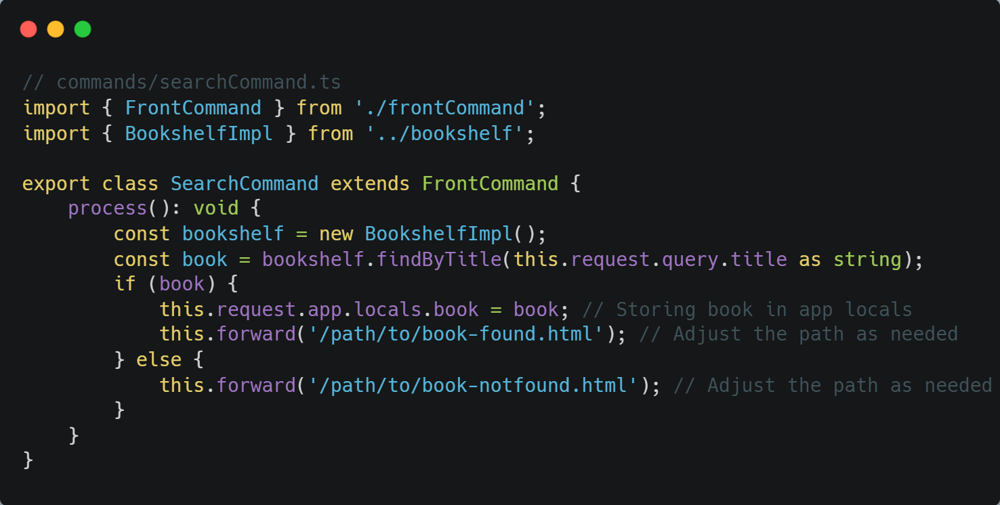 // commands/searchCommand.ts
import { FrontCommand } from './frontCommand';
import { BookshelfImpl } from '../bookshelf';

export class SearchCommand extends FrontCommand {
    process(): void {
        const bookshelf = new BookshelfImpl();
        const book = bookshelf.findByTitle(this.request.query.title as string);
        if (book) {
            this.request.app.locals.book = book; // Storing book in app locals
            this.forward('/path/to/book-found.html'); // Adjust the path as needed
        } else {
            this.forward('/path/to/book-notfound.html'); // Adjust the path as needed
        }
    }
}